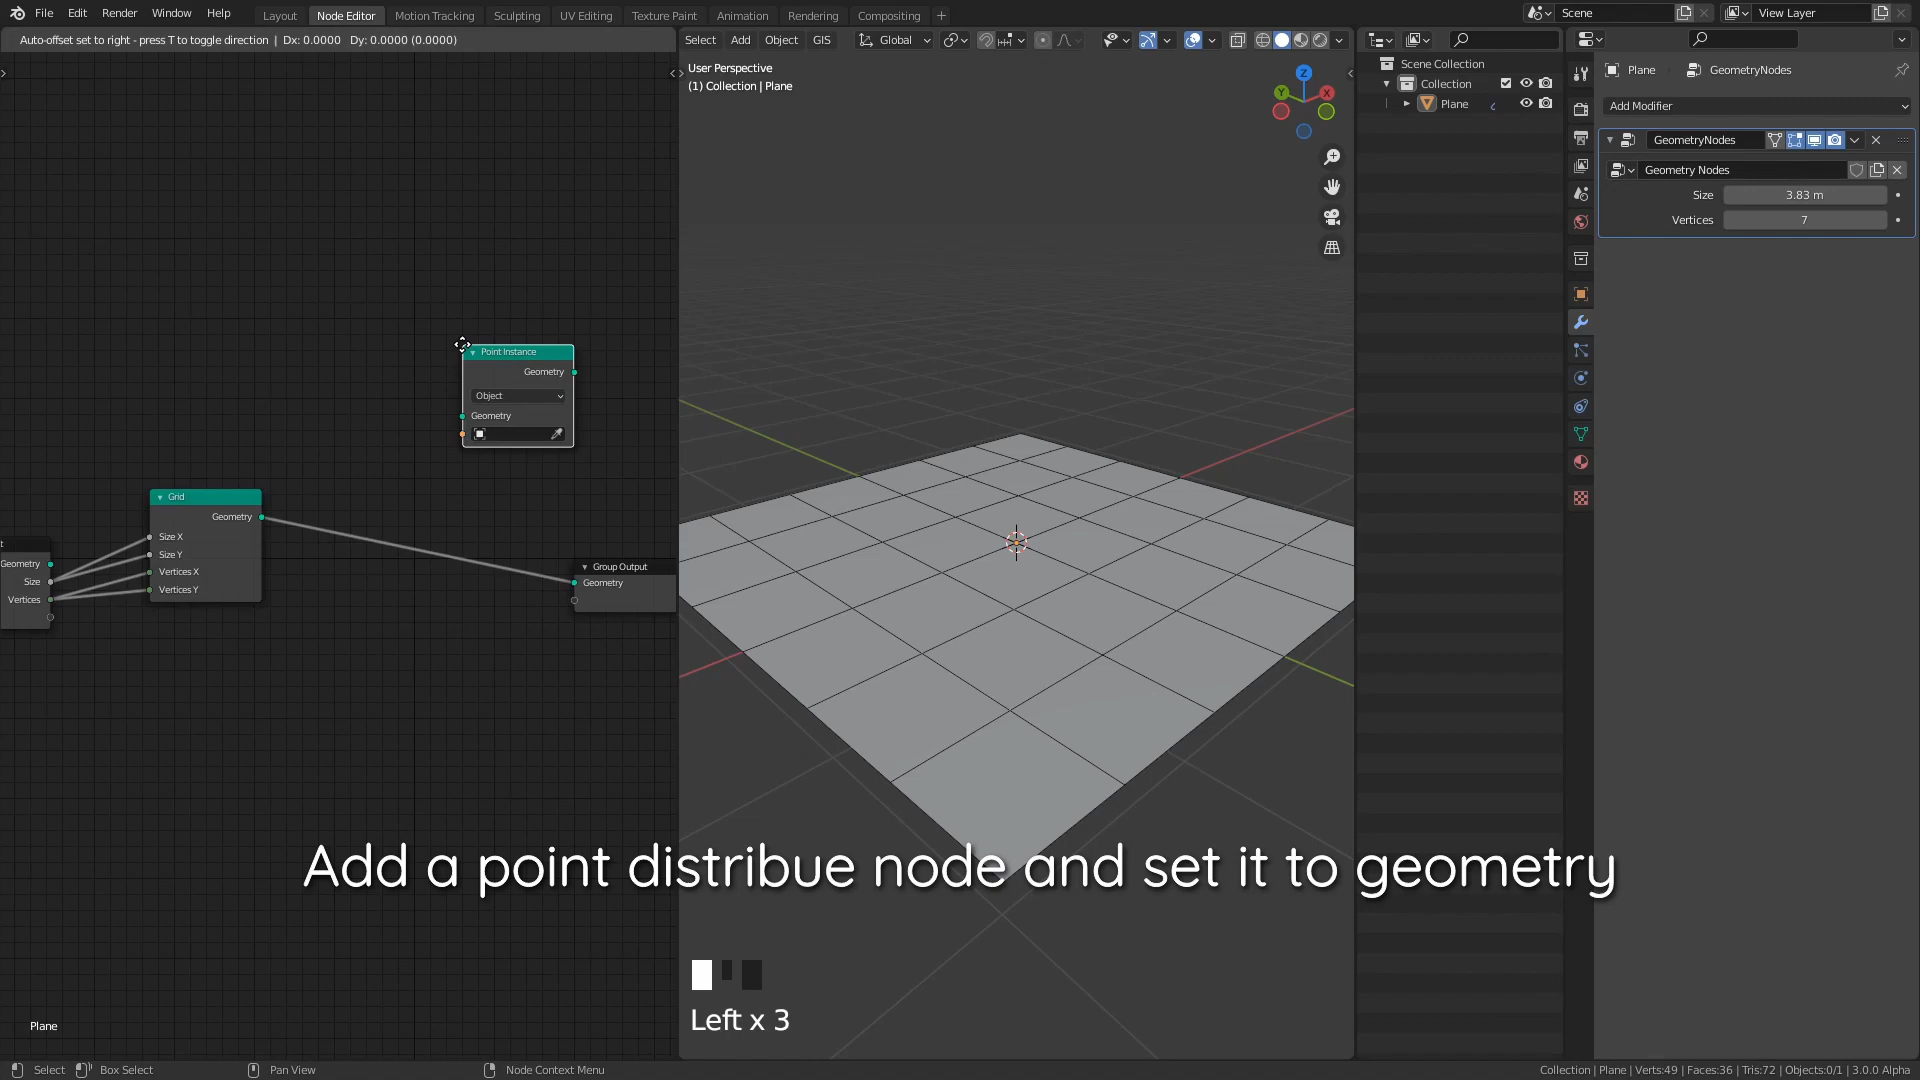 File Edit Render Window Help
Layout Node Editor Motion Tracking Sculpting UV Editing Texture Paint Animation Rendering Compositing +
Scene
View Layer
Auto-offset set to right - press T to toggle direction | Dx: 0.0000 Dy: 0.0000 (0.0000)
Select Add Object GIS
Global
User Perspective
(1) Collection | Plane
Z
Y
X
Scene Collection
Collection
Plane
Plane
GeometryNodes
Add Modifier
GeometryNodes
Geometry Nodes
Size 3.83 m
Vertices 7
Point Instance
Geometry
Object
Geometry
Grid
Geometry
Size X
Size Y
Vertices X
Vertices Y
t
Geometry
Size
Vertices
Group Output
Geometry
Add a point distribue node and set it to geometry
Left x 3
Plane
Select Box Select Pan View Node Context Menu
Collection | Plane | Verts:49 | Faces:36 | Tris:72 | Objects:0/1 | 3.0.0 Alpha